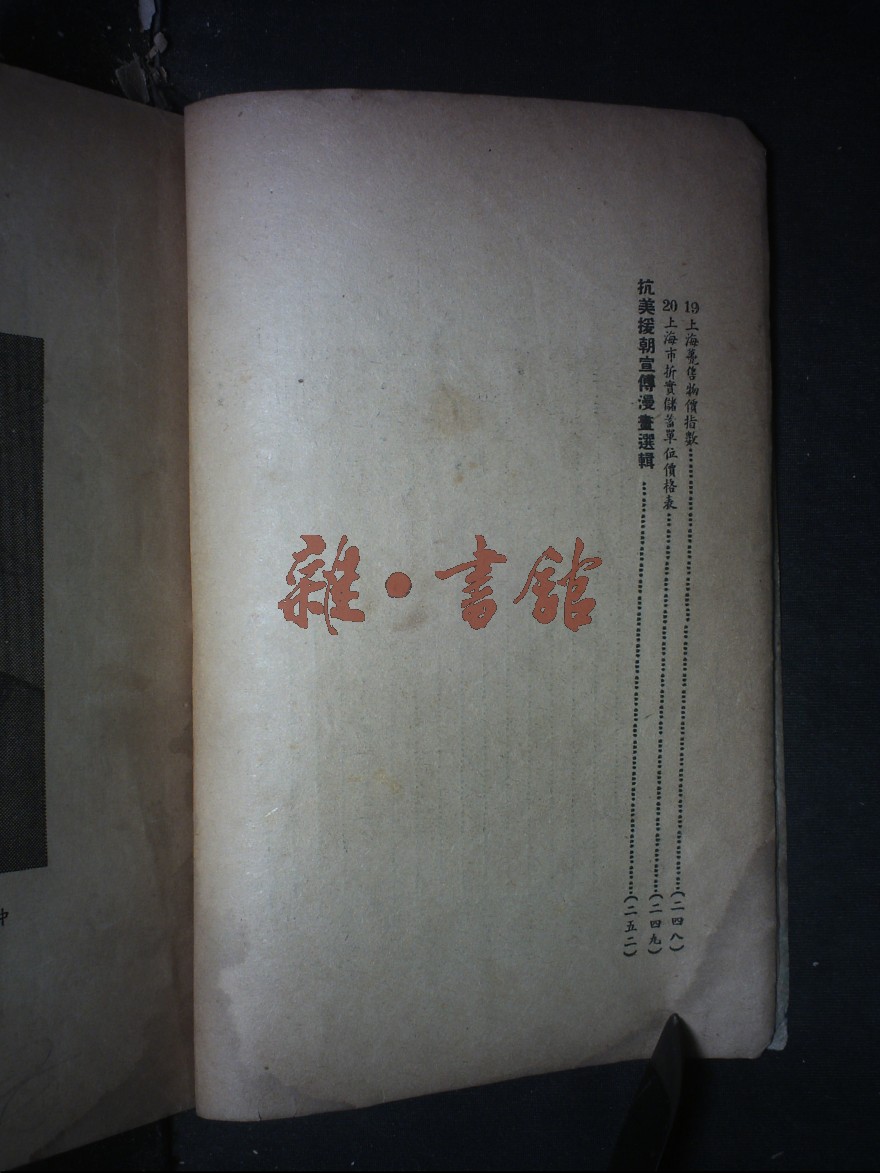 19上海躉售物價指數……（二四八）
20上海市折實儲蓄單位價格表……（二四九）
抗美援朝宣傳漫畫選輯……（二五二）
雜•書館
中